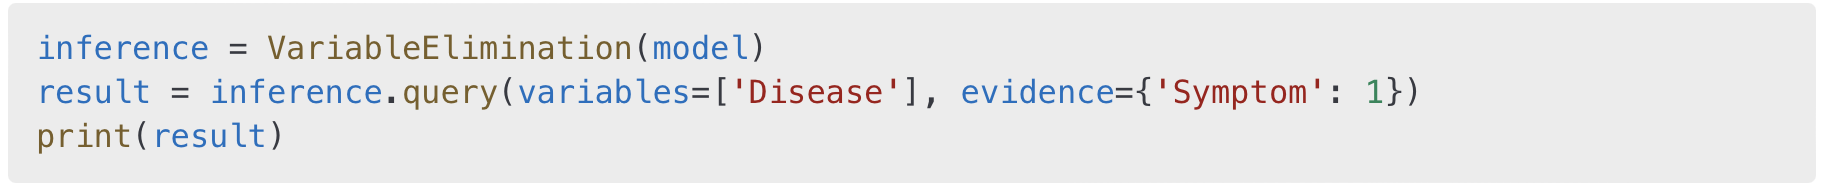 inference = VariableElimination(model)
result = inference.query(variables=['Disease'], evidence={'Symptom': 1})
print(result)